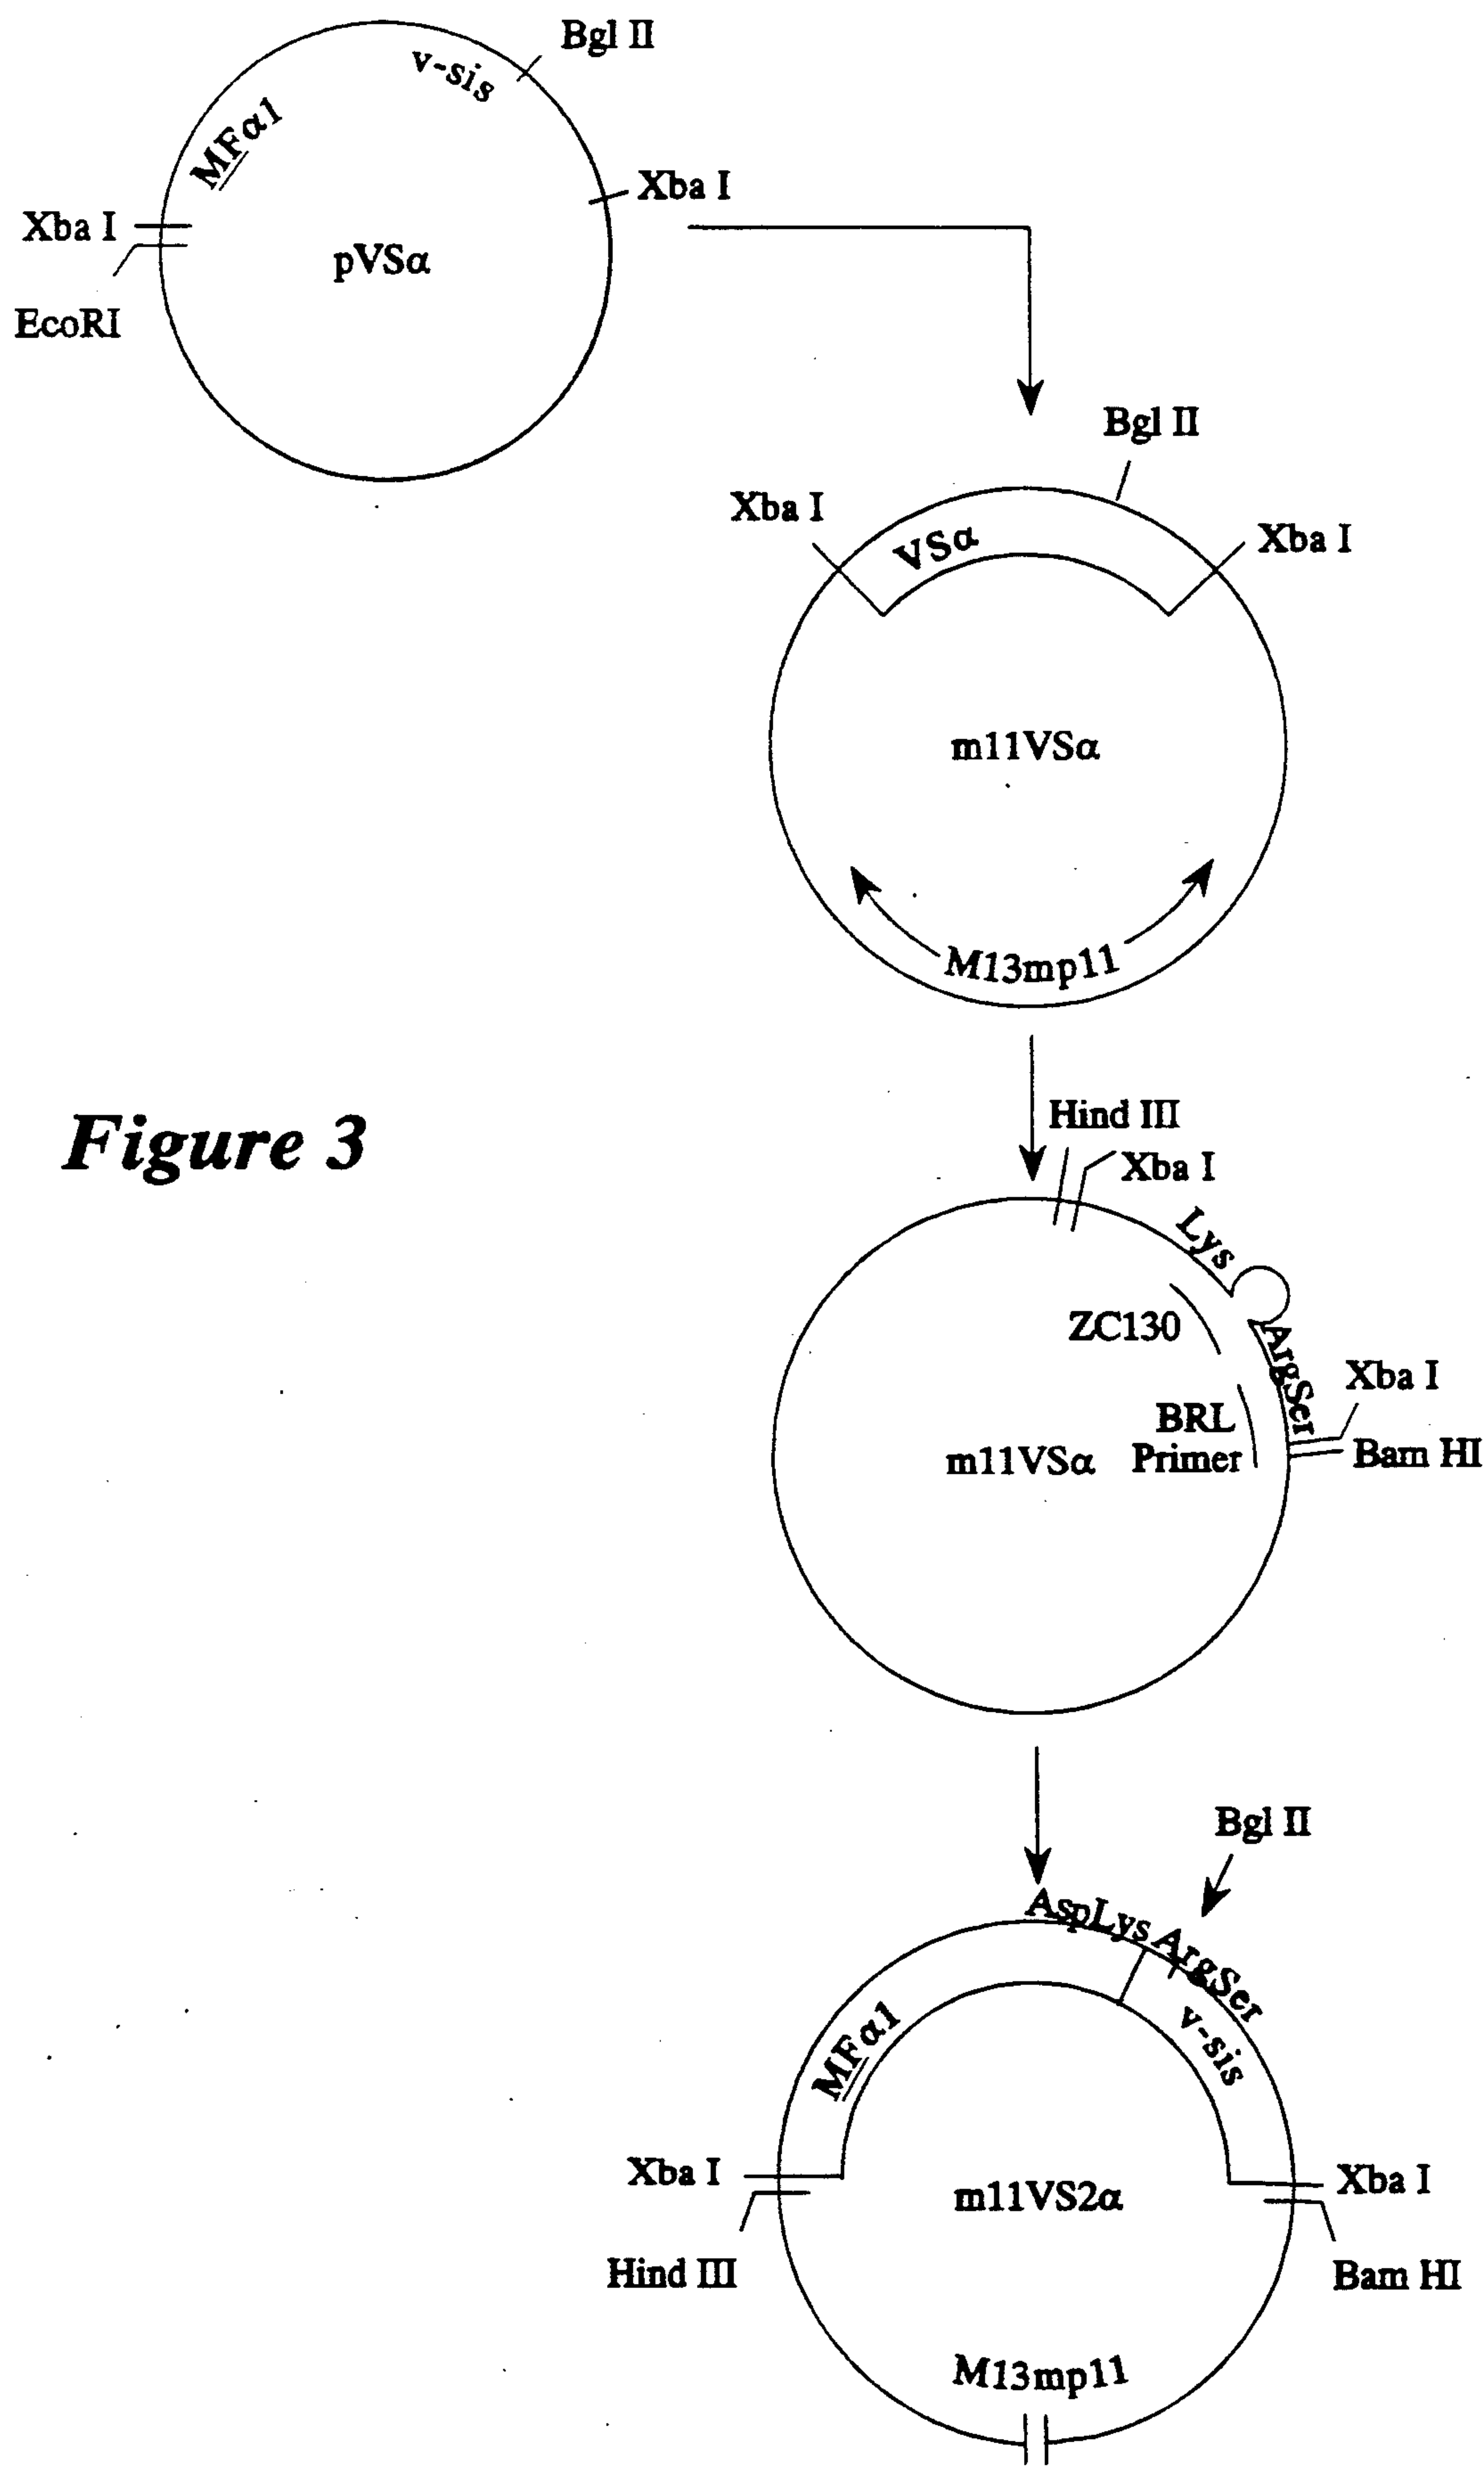 Bgl II
v-sis
MFα1
Xba I
Xba I
pVSα
EcoRI
Bgl II
Xba I
Xba I
VSα
m11VSα
M13mp11
Figure 3
Hind III
Xba I
Lys
ZC130
ArgSer
Xba I
BRL
Primer
m11VSα
Bam HI
Bgl II
AspLys ArgSer
MFα1
v-sis
Xba I
Xba I
m11VS2α
Hind III
Bam HI
M13mp11